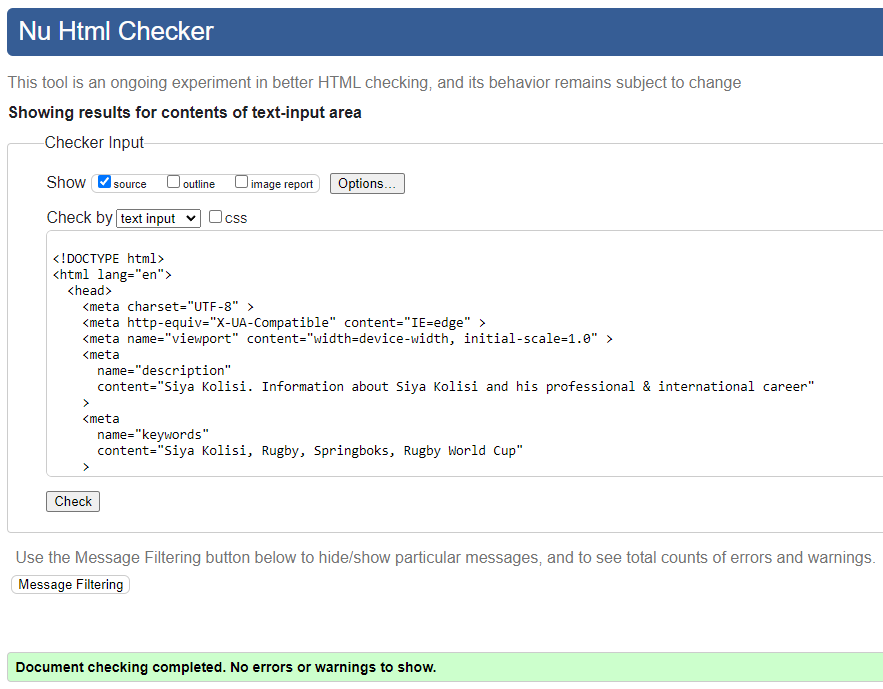 Nu Html Checker
This tool is an ongoing experiment in better HTML checking, and its behavior remains subject to change
Showing results for contents of text-input area
Checker Input
Show source outline image report Options...
Check by text input css
<!DOCTYPE html>
<html lang="en">
  <head>
    <meta charset="UTF-8" >
    <meta http-equiv="X-UA-Compatible" content="IE=edge" >
    <meta name="viewport" content="width=device-width, initial-scale=1.0" >
    <meta
      name="description"
      content="Siya Kolisi. Information about Siya Kolisi and his professional & international career"
    >
    <meta
      name="keywords"
      content="Siya Kolisi, Rugby, Springboks, Rugby World Cup"
    >
Check
Use the Message Filtering button below to hide/show particular messages, and to see total counts of errors and warnings.
Message Filtering
Document checking completed. No errors or warnings to show.